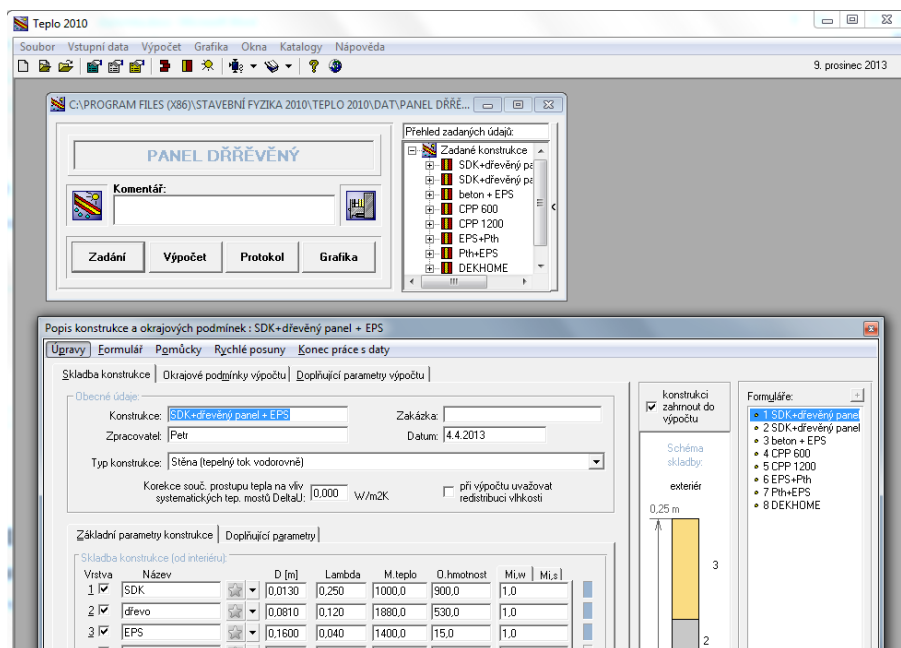 Teplo 2010
Soubor Vstupní data Výpočet Grafika Okna Katalogy Nápověda
9. prosinec 2013
C:\PROGRAM FILES (X86)\STAVEBNÍ FYZIKA 2010\TEPLO 2010\DAT\PANEL DŘŘĚ...
PANEL DŘŘĚVĚNÝ
Komentář:
Zadání Výpočet Protokol Grafika
Přehled zadaných údajů:
Zadané konstrukce
SDK+dřevěný pa
SDK+dřevěný pa
beton + EPS
CPP 600
CPP 1200
EPS+Pth
Pth+EPS
DEKHOME
Popis konstrukce a okrajových podmínek : SDK+dřevěný panel + EPS
Úpravy Formulář Pomůcky Rychlé posuny Konec práce s daty
Skladba konstrukce Okrajové podmínky výpočtu Doplňující parametry výpočtu
Obecné údaje:
Konstrukce: SDK+dřevěný panel + EPS Zakázka:
Zpracovatel: Petr Datum: 4.4.2013
Typ konstrukce: Stěna (tepelný tok vodorovně)
Korekce souč. prostupu tepla na vliv
systematických tep. mostů DeltaU: 0,000 W/m2K
při výpočtu uvažovat
redistribuci vlhkosti
Základní parametry konstrukce Doplňující parametry
Skladba konstrukce (od interiéru):
Vrstva Název D [m] Lambda M.teplo O.hmotnost Mi,w Mi,s
1 SDK 0,0130 0,250 1000,0 900,0 1,0
2 dřevo 0,0810 0,120 1880,0 530,0 1,0
3 EPS 0,1600 0,040 1400,0 15,0 1,0
konstrukci
zahrnout do
výpočtu
Schéma
skladby:
exteriér
0,25 m
3
2
Formuláře:
1 SDK+dřevěný panel
2 SDK+dřevěný panel
3 beton + EPS
4 CPP 600
5 CPP 1200
6 EPS+Pth
7 Pth+EPS
8 DEKHOME